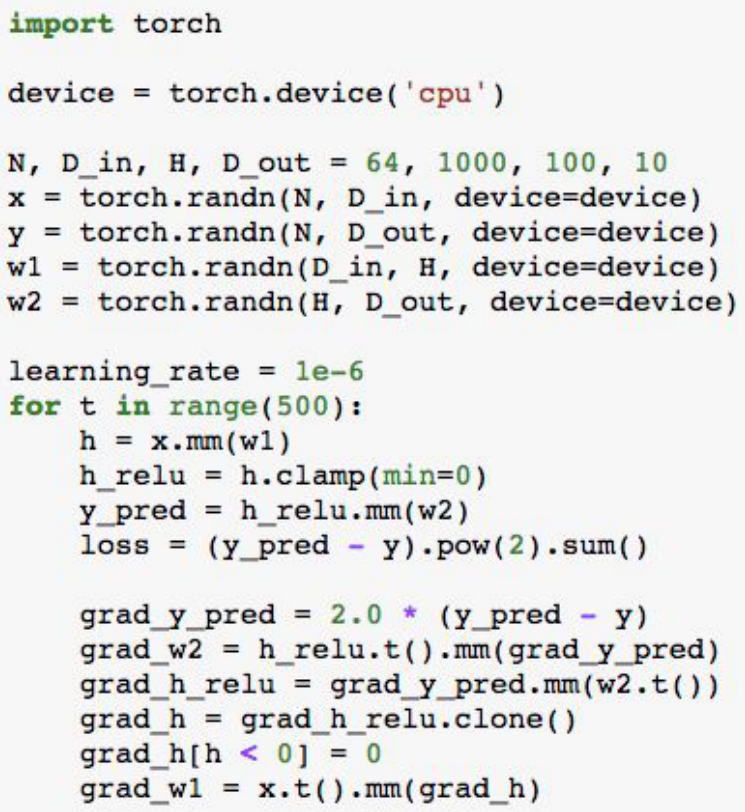 import torch

device = torch.device('cpu')

N, D_in, H, D_out = 64, 1000, 100, 10
x = torch.randn(N, D_in, device=device)
y = torch.randn(N, D_out, device=device)
w1 = torch.randn(D_in, H, device=device)
w2 = torch.randn(H, D_out, device=device)

learning_rate = 1e-6
for t in range(500):
    h = x.mm(w1)
    h_relu = h.clamp(min=0)
    y_pred = h_relu.mm(w2)
    loss = (y_pred - y).pow(2).sum()

    grad_y_pred = 2.0 * (y_pred - y)
    grad_w2 = h_relu.t().mm(grad_y_pred)
    grad_h_relu = grad_y_pred.mm(w2.t())
    grad_h = grad_h_relu.clone()
    grad_h[h < 0] = 0
    grad_w1 = x.t().mm(grad_h)